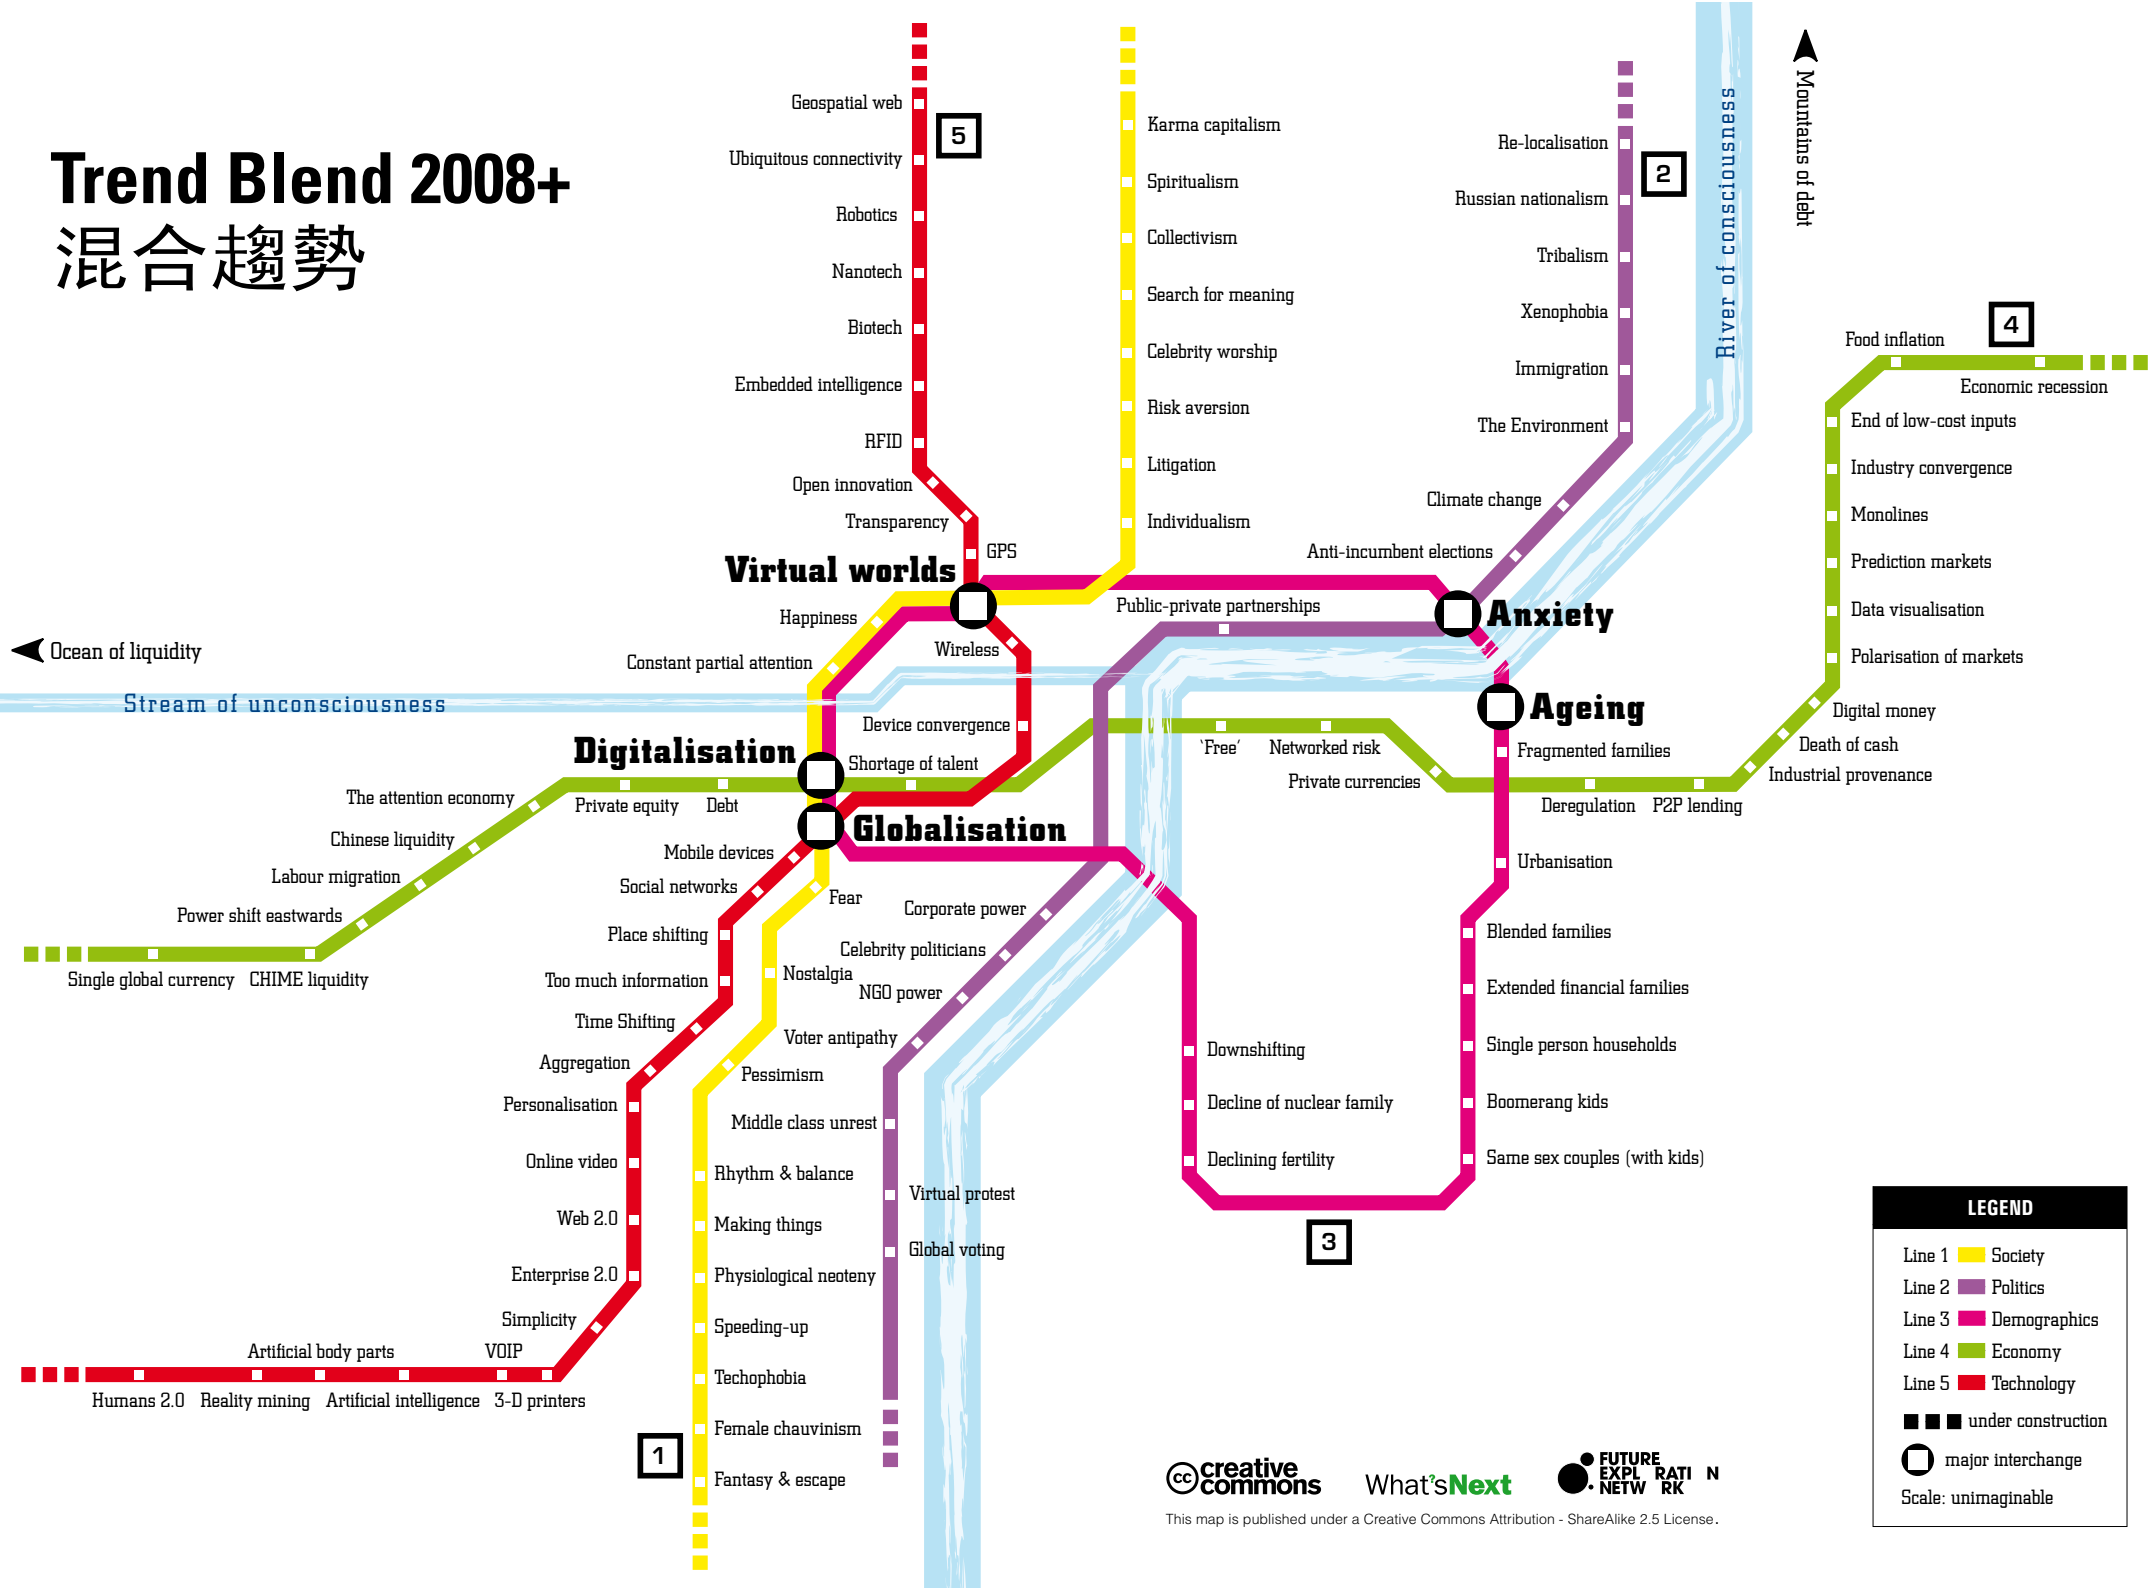 Trend Blend 2008+
混合趨勢
5
Geospatial web
Ubiquitous connectivity
Robotics
Nanotech
Biotech
Embedded intelligence
RFID
Open innovation
Transparency
GPS
Karma capitalism
Spiritualism
Collectivism
Search for meaning
Celebrity worship
Risk aversion
Litigation
Individualism
2
Re-localisation
Russian nationalism
Tribalism
Xenophobia
Immigration
The Environment
Climate change
Anti-incumbent elections
River of consciousness
Mountains of debt
4
Food inflation
Economic recession
End of low-cost inputs
Industry convergence
Monolines
Prediction markets
Data visualisation
Polarisation of markets
Digital money
Death of cash
Industrial provenance
Virtual worlds
Happiness
Constant partial attention
Wireless
Device convergence
Public-private partnerships
Anxiety
Ageing
Ocean of liquidity
Stream of unconsciousness
Digitalisation
Shortage of talent
'Free'
Networked risk
Private currencies
Fragmented families
Deregulation
P2P lending
The attention economy
Private equity
Debt
Chinese liquidity
Labour migration
Power shift eastwards
Single global currency
CHIME liquidity
Globalisation
Mobile devices
Social networks
Place shifting
Too much information
Time Shifting
Aggregation
Personalisation
Online video
Web 2.0
Enterprise 2.0
Simplicity
Artificial body parts
VOIP
Humans 2.0
Reality mining
Artificial intelligence
3-D printers
Fear
Nostalgia
Pessimism
Rhythm & balance
Making things
Physiological neoteny
Speeding-up
Techophobia
Female chauvinism
Fantasy & escape
1
Corporate power
Celebrity politicians
NGO power
Voter antipathy
Middle class unrest
Virtual protest
Global voting
Urbanisation
Blended families
Extended financial families
Single person households
Boomerang kids
Same sex couples (with kids)
Downshifting
Decline of nuclear family
Declining fertility
3
LEGEND
Line 1 Society
Line 2 Politics
Line 3 Demographics
Line 4 Economy
Line 5 Technology
under construction
major interchange
Scale: unimaginable
cc creative
commons
What'sNext
?
FUTURE
EXPL RATI N
NETW RK
This map is published under a Creative Commons Attribution - ShareAlike 2.5 License.